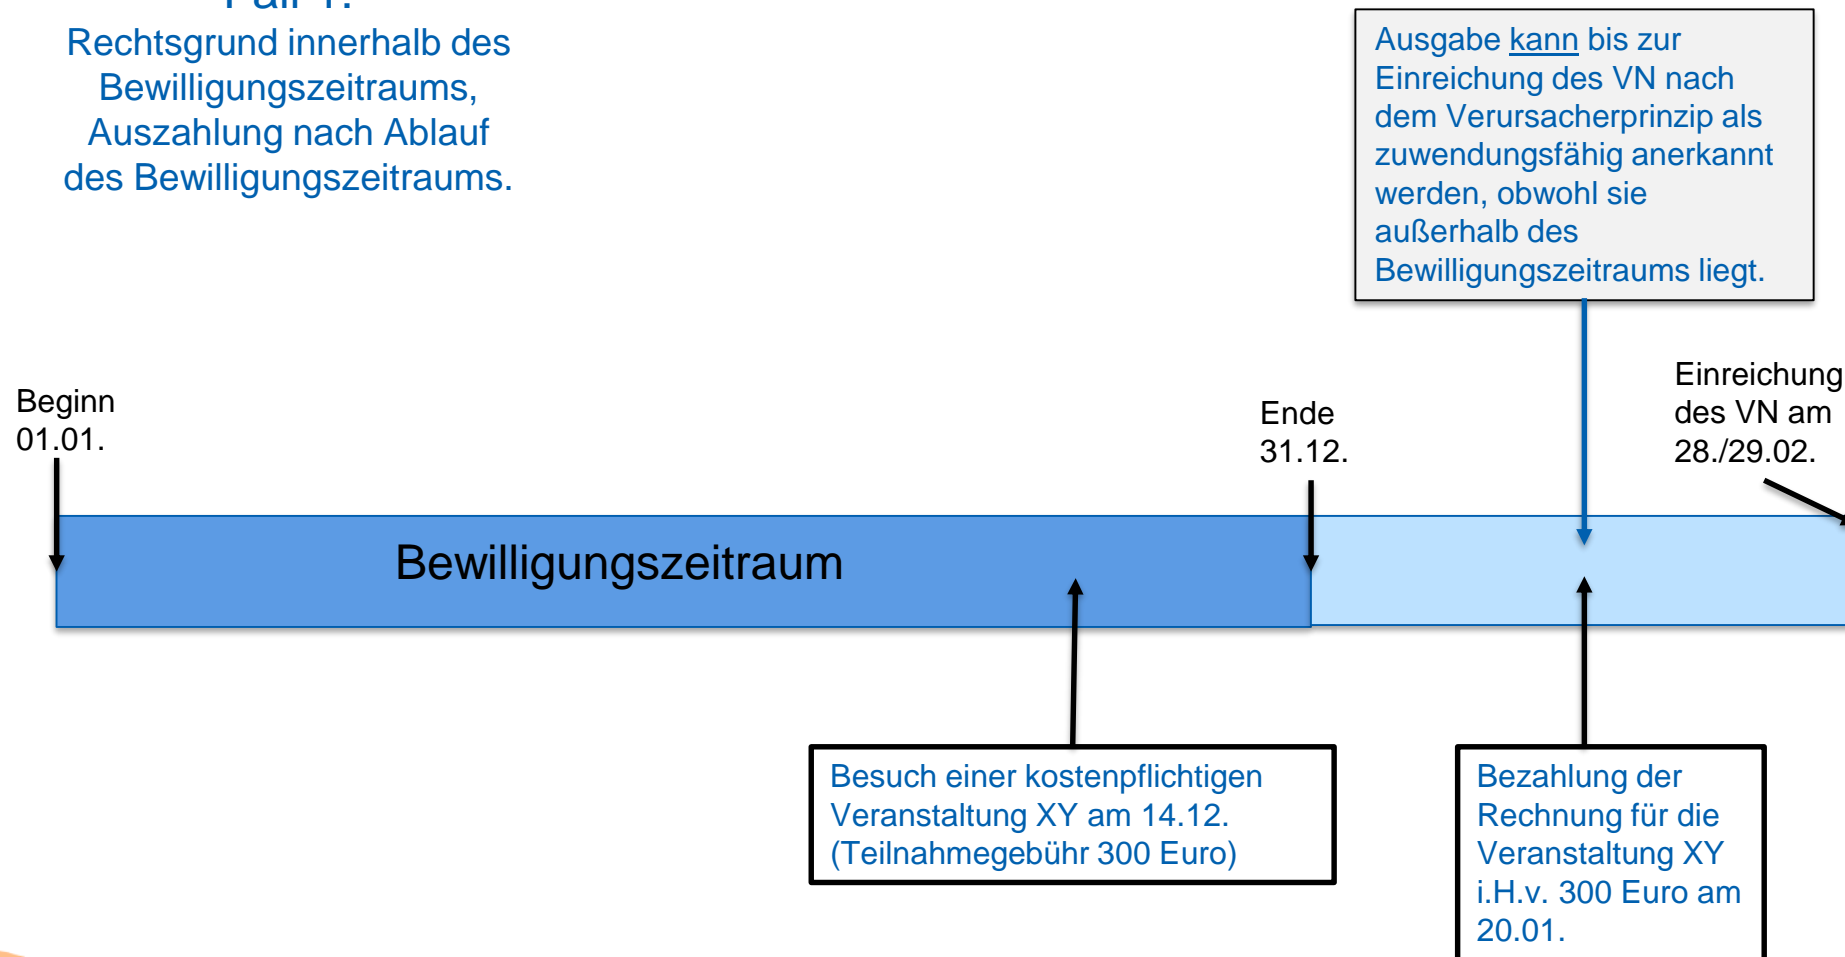 Fall 1:
Rechtsgrund innerhalb des
Bewilligungszeitraums,
Auszahlung nach Ablauf
des Bewilligungszeitraums.
Ausgabe kann bis zur
Einreichung des VN nach
dem Verursacherprinzip als
zuwendungsfähig anerkannt
werden, obwohl sie
außerhalb des
Bewilligungszeitraums liegt.
Beginn
01.01.
Ende
31.12.
Einreichung
des VN am
28./29.02.
Bewilligungszeitraum
Besuch einer kostenpflichtigen
Veranstaltung XY am 14.12.
(Teilnahmegebühr 300 Euro)
Bezahlung der
Rechnung für die
Veranstaltung XY
i.H.v. 300 Euro am
20.01.